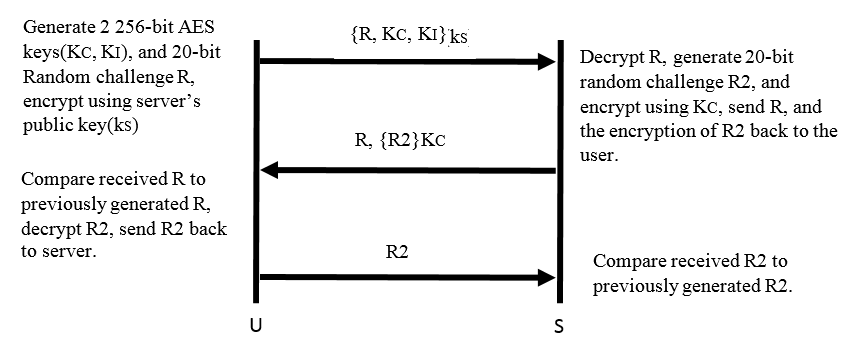 Generate 2 256-bit AES
keys(KC, KI), and 20-bit
Random challenge R,
encrypt using server’s
public key(ks)
{R, KC, KI}ks
Decrypt R, generate 20-bit
random challenge R2, and
encrypt using KC, send R, and
the encryption of R2 back to the
user.
R, {R2}KC
Compare received R to
previously generated R,
decrypt R2, send R2 back
to server.
R2
Compare received R2 to
previously generated R2.
U
S